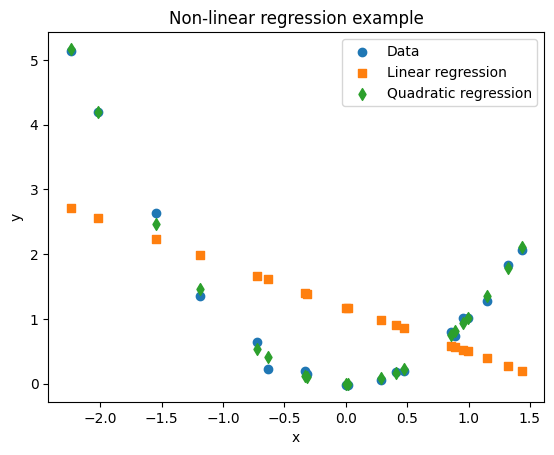 Non-linear regression example
Data
Linear regression
Quadratic regression
5
4
3
2
1
0
y
−2.0 −1.5 −1.0 −0.5 0.0 0.5 1.0 1.5
x